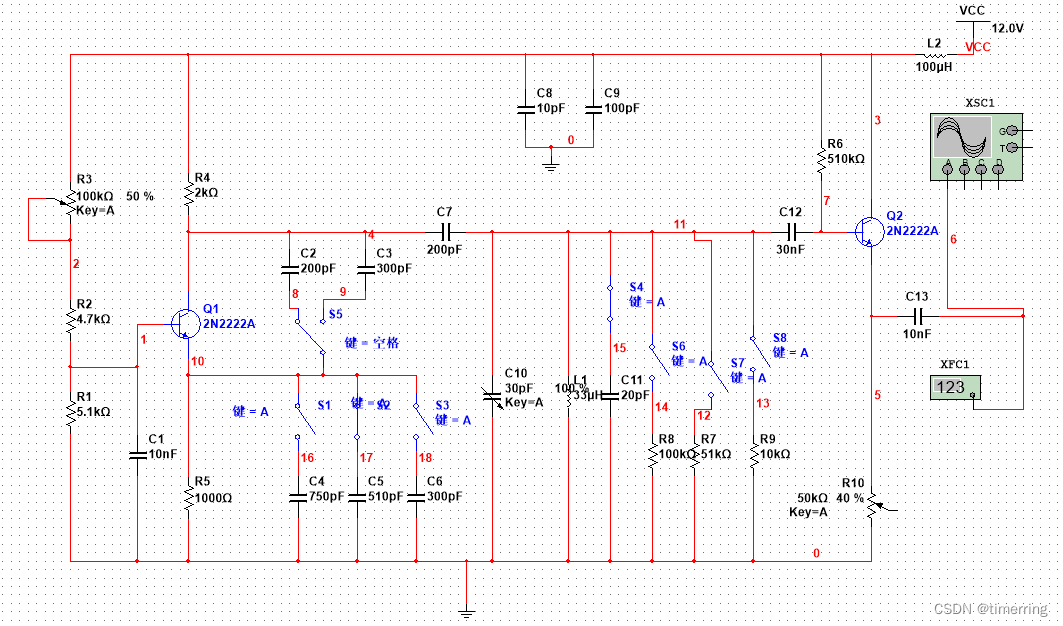 VCC
12.0V
VCC
L2
100µH
C8
10pF
C9
100pF
0
XSC1
G
T
A B C D
3
R6
510kΩ
7
R3
100kΩ 50 %
Key=A
R4
2kΩ
2
4
C7
200pF
11
C12
30nF
Q2
2N2222A
6
C2
200pF
C3
300pF
8
9
S5
键 = 空格
R2
4.7kΩ
1
Q1
2N2222A
10
S4
键 = A
15
S6
键 = A
S7
键 = A
S8
键 = A
C13
10nF
XFC1
123
5
R1
5.1kΩ
C1
10nF
键 = A
S1
键 = A
S2
S3
键 = A
C10
30pF
Key=A
100 %
L1
33µH
C11
20pF
14
12
13
16
17
18
R8
100kΩ
R7
51kΩ
R9
10kΩ
R5
1000Ω
C4
750pF
C5
510pF
C6
300pF
R10
50kΩ 40 %
Key=A
0
CSDN @timerring